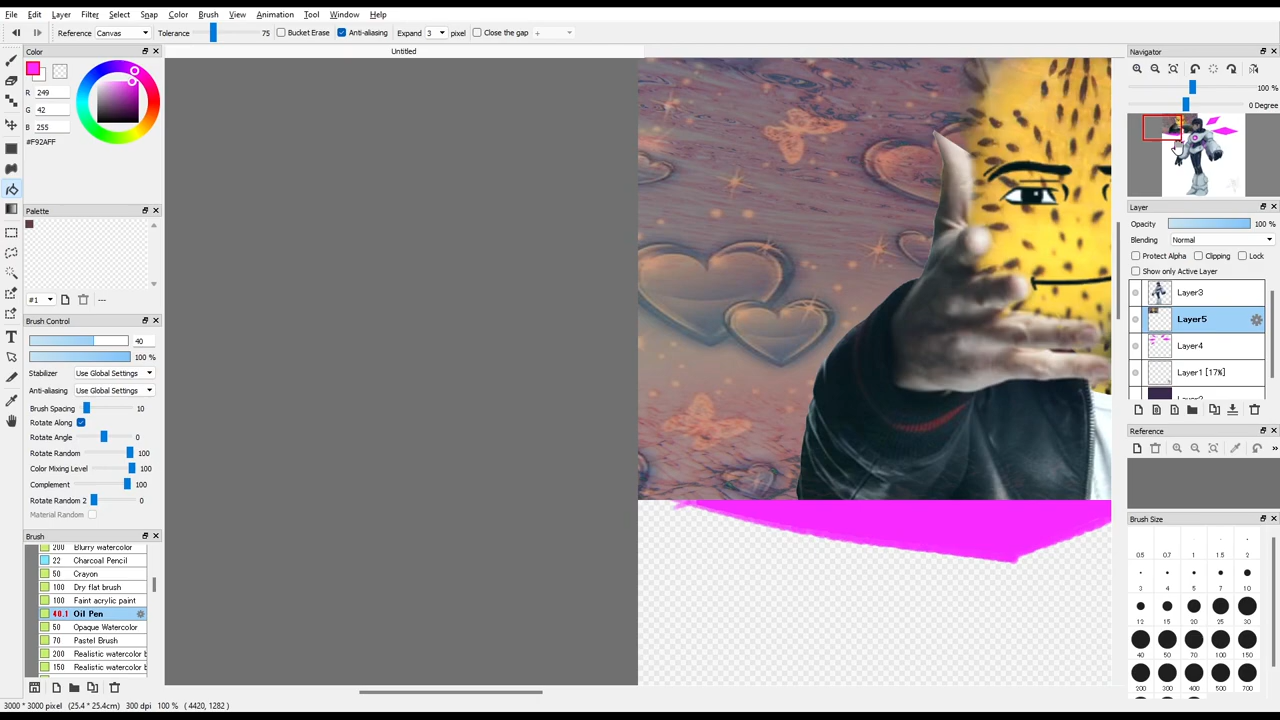 File Edit Layer Filter Select Snap Color Brush View Animation Tool Window Help
Reference Canvas Tolerance 75 Bucket Erase Anti-aliasing Expand 3 pixel Close the gap +
Color
Untitled
Navigator
R 249
G 42
B 255
#F92AFF
100 %
0 Degree
Palette
#1 ---
Brush Control
40
100 %
Stabilizer Use Global Settings
Anti-aliasing Use Global Settings
Brush Spacing 10
Rotate Along
Rotate Angle 0
Rotate Random 100
Color Mixing Level 100
Complement 100
Rotate Random 2 0
Material Random
Brush
200 Blurry watercolor
22 Charcoal Pencil
50 Crayon
100 Dry flat brush
100 Faint acrylic paint
40.1 Oil Pen
50 Opaque Watercolor
70 Pastel Brush
200 Realistic watercolor b
150 Realistic watercolor
Layer
Opacity 100 %
Blending Normal
Protect Alpha Clipping Lock
Show only Active Layer
Layer3
Layer5
Layer4
Layer1 [17%]
Reference
Brush Size
0.5 0.7 1 1.5 2
3 4 5 7 10
12 15 20 25 30
40 50 70 100 150
200 300 400 500 700
3000 * 3000 pixel (25.4 * 25.4cm) 300 dpi 100 % ( 4420, 1282 )